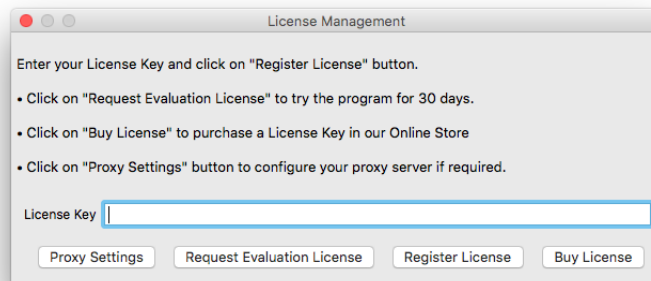 License Management
Enter your License Key and click on "Register License" button.
• Click on "Request Evaluation License" to try the program for 30 days.
• Click on "Buy License" to purchase a License Key in our Online Store
• Click on "Proxy Settings" button to configure your proxy server if required.
License Key
Proxy Settings Request Evaluation License Register License Buy License